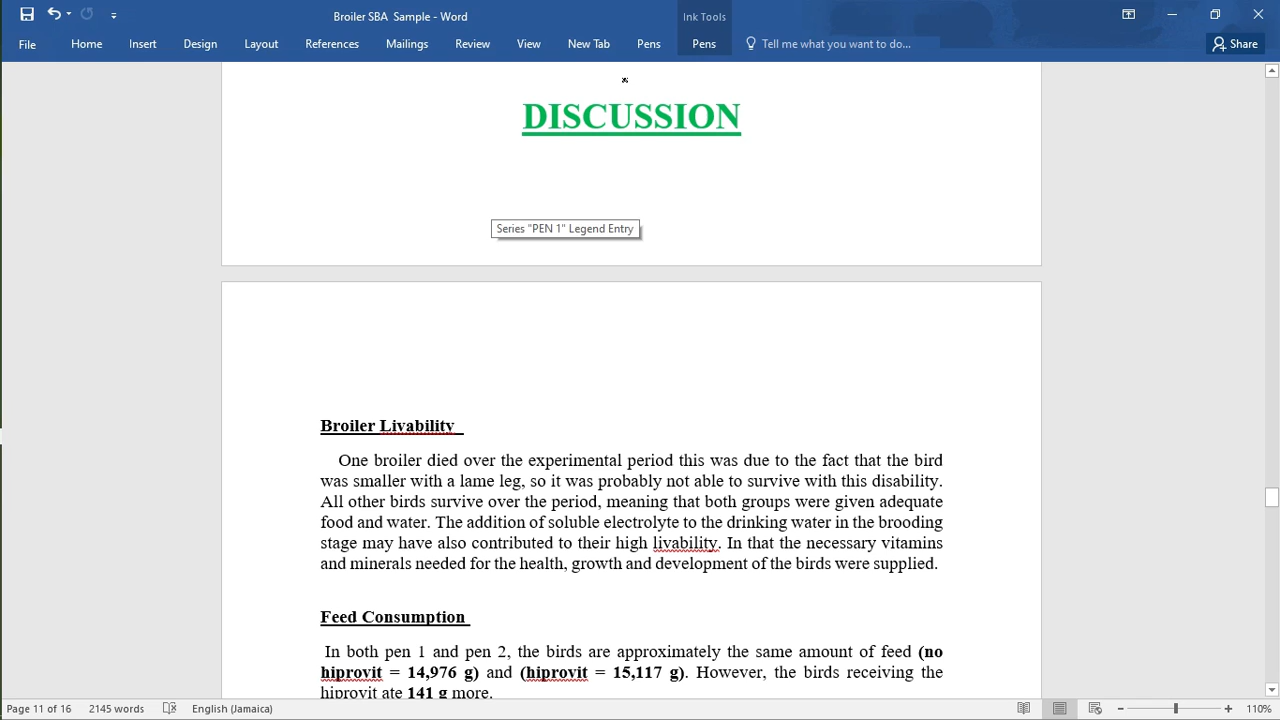 Broiler SBA  Sample - Word
Ink Tools
File
Home
Insert
Design
Layout
References
Mailings
Review
View
New Tab
Pens
Pens
Tell me what you want to do...
Share
DISCUSSION
Series "PEN 1" Legend Entry
Broiler Livability
One broiler died over the experimental period this was due to the fact that the bird
was smaller with a lame leg, so it was probably not able to survive with this disability.
All other birds survive over the period, meaning that both groups were given adequate
food and water. The addition of soluble electrolyte to the drinking water in the brooding
stage may have also contributed to their high livability. In that the necessary vitamins
and minerals needed for the health, growth and development of the birds were supplied.
Feed Consumption
In both pen 1 and pen 2, the birds are approximately the same amount of feed (no
hiprovit = 14,976 g) and (hiprovit = 15,117 g). However, the birds receiving the
hiprovit ate 141 g more.
Page 11 of 16
2145 words
English (Jamaica)
110%